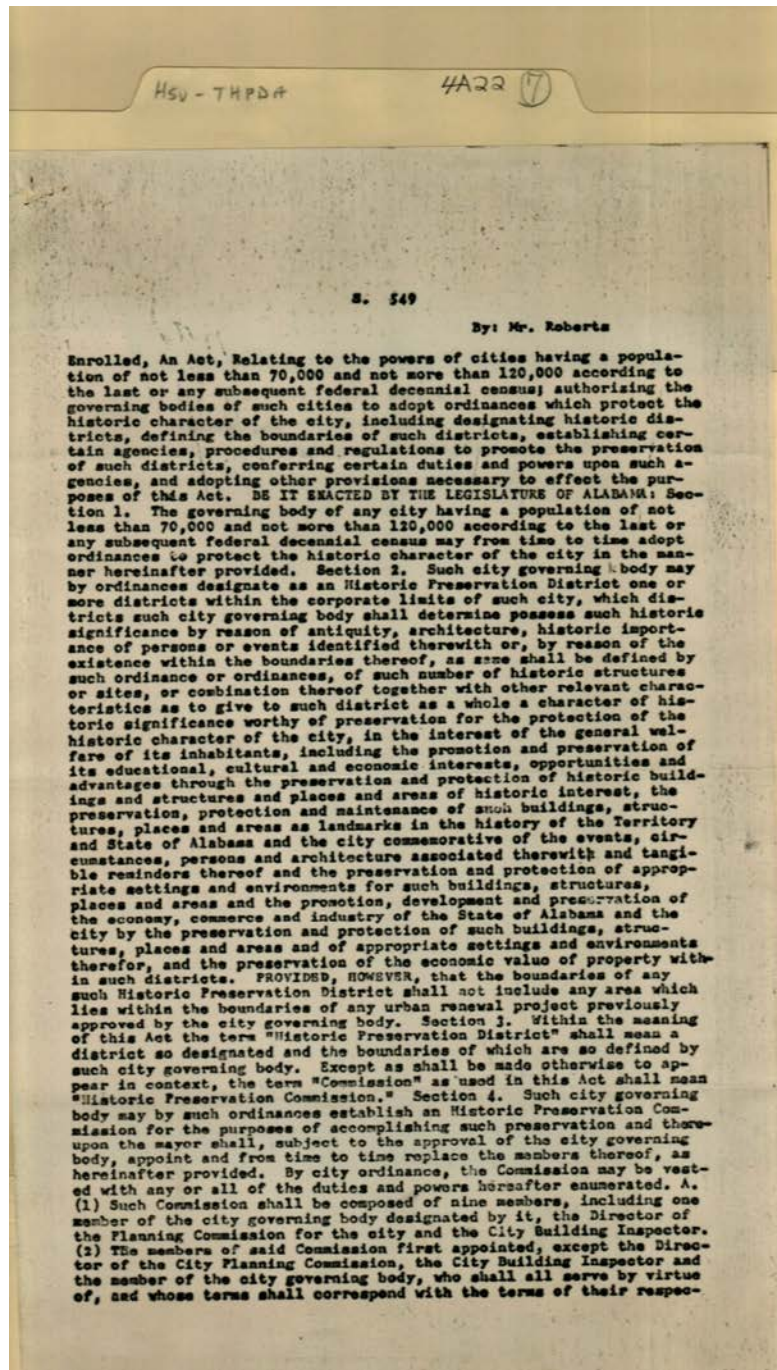 HSV - THPDA
4A22 7
S. 549
By: Mr. Roberts
Enrolled, An Act, Relating to the powers of cities having a popula-
tion of not less than 70,000 and not more than 120,000 according to
the last or any subsequent federal decennial census; authorizing the
governing bodies of such cities to adopt ordinances which protect the
historic character of the city, including designating historic dis-
tricts, defining the boundaries of such districts, establishing cer-
tain agencies, procedures and regulations to promote the preservation
of such districts, conferring certain duties and powers upon such a-
gencies, and adopting other provisions necessary to effect the pur-
poses of this Act. BE IT EXACTED BY THE LEGISLATURE OF ALABAMA: Sec-
tion 1. The governing body of any city having a population of not
less than 70,000 and not more than 120,000 according to the last or
any subsequent federal decennial census may from time to time adopt
ordinances to protect the historic character of the city in the man-
ner hereinafter provided. Section 2. Such city governing body may
by ordinances designate as an Historic Preservation District one or
more districts within the corporate limits of such city, which dis-
tricts such city governing body shall determine possess such historic
significance by reason of antiquity, architecture, historic import-
ance of persons or events identified therewith or, by reason of the
existence within the boundaries thereof, as same shall be defined by
such ordinance or ordinances, of such number of historic structures
or sites, or combination thereof together with other relevant charac-
teristics as to give to such district as a whole a character of his-
toric significance worthy of preservation for the protection of the
historic character of the city, in the interest of the general wel-
fare of its inhabitants, including the promotion and preservation of
its educational, cultural and economic interests, opportunities and
advantages through the preservation and protection of historic build-
ings and structures and places and areas of historic interest, the
preservation, protection and maintenance of such buildings, struc-
tures, places and areas as landmarks in the history of the Territory
and State of Alabama and the city commemorative of the events, cir-
cumstances, persons and architecture associated therewith and tangi-
ble reminders thereof and the preservation and protection of approp-
riate settings and environments for such buildings, structures,
places and areas and the promotion, development and preservation of
the economy, commerce and industry of the State of Alabama and the
city by the preservation and protection of such buildings, struc-
tures, places and areas and of appropriate settings and environments
therefor, and the preservation of the economic value of property with-
in such districts. PROVIDED, HOWEVER, that the boundaries of any
such Historic Preservation District shall not include any area which
lies within the boundaries of any urban renewal project previously
approved by the city governing body. Section 3. Within the meaning
of this Act the term "Historic Preservation District" shall mean a
district so designated and the boundaries of which are so defined by
such city governing body. Except as shall be made otherwise to ap-
pear in context, the term "Commission" as used in this Act shall mean
"Historic Preservation Commission." Section 4. Such city governing
body may by such ordinances establish an Historic Preservation Com-
mission for the purposes of accomplishing such preservation and there-
upon the mayor shall, subject to the approval of the city governing
body, appoint and from time to time replace the members thereof, as
hereinafter provided. By city ordinance, the Commission may be vest-
ed with any or all of the duties and powers hereafter enumerated. A.
(1) Such Commission shall be composed of nine members, including one
member of the city governing body designated by it, the Director of
the Planning Commission for the city and the City Building Inspector.
(2) The members of said Commission first appointed, except the Direc-
tor of the City Planning Commission, the City Building Inspector and
the member of the city governing body, who shall all serve by virtue
of, and whose terms shall correspond with the terms of their respec-